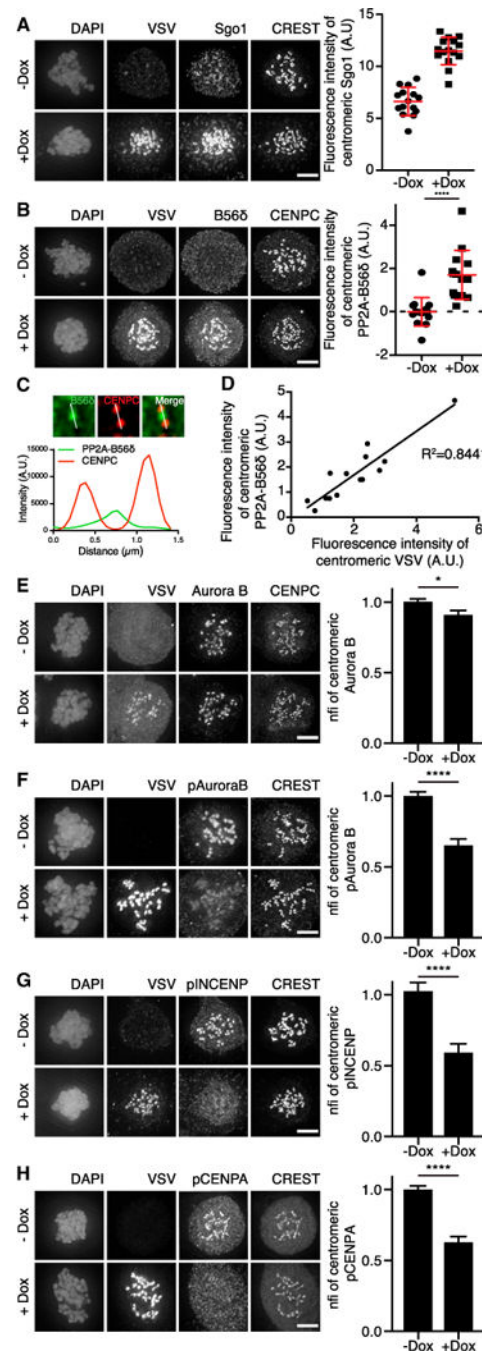 A
DAPI VSV Sgo1 CREST
-Dox
+Dox
Fluorescence intensity of
centromeric Sgo1 (A.U)
15
10
5
0
-Dox +Dox
B
DAPI VSV B56δ CENPC
- Dox
+ Dox
Fluorescence intensity
of centromeric
PP2A-B56δ (A.U.)
****
6
4
2
0
-2
-Dox +Dox
C
B56δ CENPC Merge
Intensity (A.U.)
15000
10000
5000
0
PP2A-B56δ
CENPC
0.0 0.5 1.0 1.5
Distance (µm)
D
Fluorescence intensity
of centromeric
PP2A-B56δ (A.U.)
5
4
3
2
1
0
R²=0.8441
0 2 4 6
Fluorescence intensity of
centromeric VSV (A.U.)
E
DAPI VSV Aurora B CENPC
- Dox
+ Dox
nfi of centromeric
Aurora B
*
1.0
0.5
0.0
-Dox +Dox
F
DAPI VSV pAuroraB CREST
- Dox
+ Dox
nfi of centromeric
pAurora B
****
1.0
0.5
0.0
-Dox +Dox
G
DAPI VSV pINCENP CREST
- Dox
+ Dox
nfi of centromeric
pINCENP
****
1.0
0.5
0.0
-Dox +Dox
H
DAPI VSV pCENPA CREST
- Dox
+ Dox
nfi of centromeric
pCENPA
****
1.0
0.5
0.0
-Dox +Dox